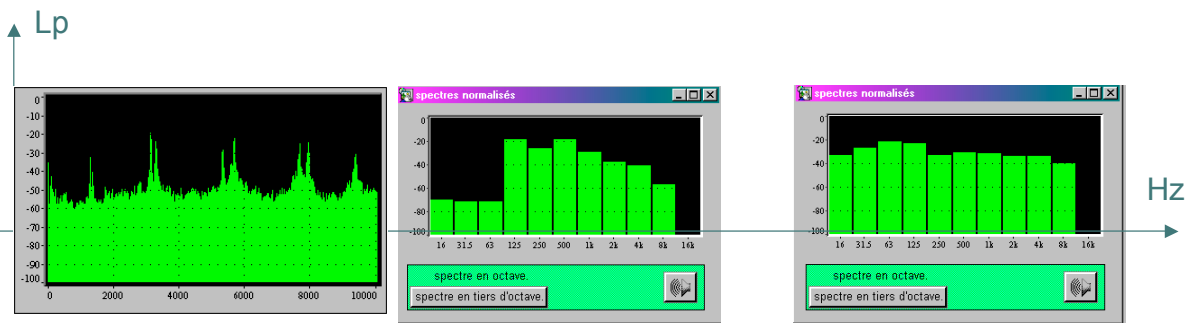 Lp
0
-10
-20
-30
-40
-50
-60
-70
-80
-90
-100
0 2000 4000 6000 8000 10000
spectres normalisés
0
-20
-40
-60
-80
-100
16 31.5 63 125 250 500 1k 2k 4k 8k 16k
spectre en octave.
spectre en tiers d'octave.
spectres normalisés
0
-20
-40
-60
-80
-100
16 31.5 63 125 250 500 1k 2k 4k 8k 16k
spectre en octave.
spectre en tiers d'octave.
Hz